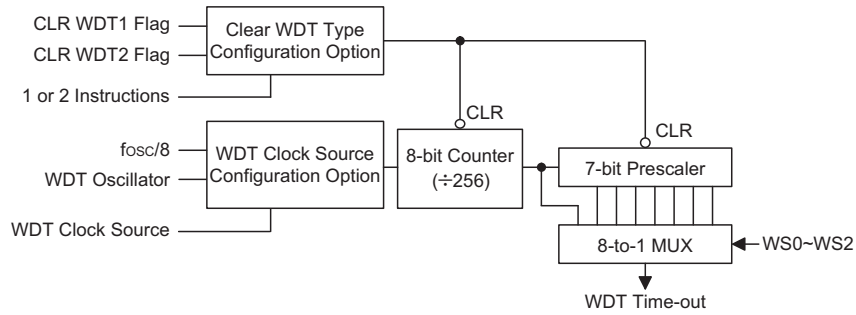 CLR WDT1 Flag
CLR WDT2 Flag
1 or 2 Instructions
Clear WDT Type
Configuration Option
CLR
CLR
fosc/8
WDT Oscillator
WDT Clock Source
WDT Clock Source
Configuration Option
8-bit Counter
(÷256)
7-bit Prescaler
8-to-1 MUX
WS0~WS2
WDT Time-out